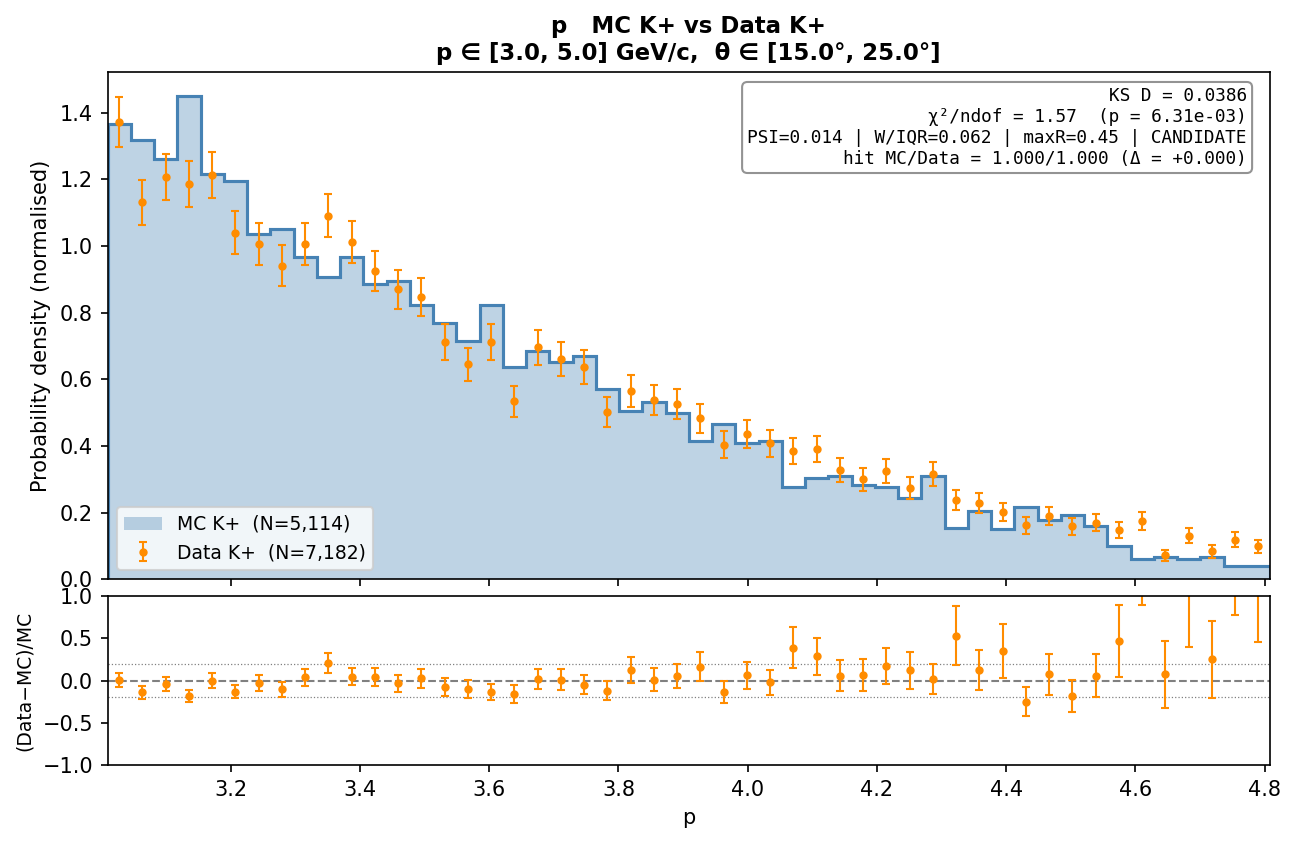 p   MC K+ vs Data K+
p ∈ [3.0, 5.0] GeV/c,  θ ∈ [15.0°, 25.0°]
KS D = 0.0386
χ²/ndof = 1.57  (p = 6.31e-03)
PSI=0.014 | W/IQR=0.062 | maxR=0.45 | CANDIDATE
hit MC/Data = 1.000/1.000 (Δ = +0.000)
Probability density (normalised)
1.4
1.2
1.0
0.8
0.6
0.4
0.2
0.0
MC K+  (N=5,114)
Data K+  (N=7,182)
(Data−MC)/MC
1.0
0.5
0.0
−0.5
−1.0
3.2 3.4 3.6 3.8 4.0 4.2 4.4 4.6 4.8
p